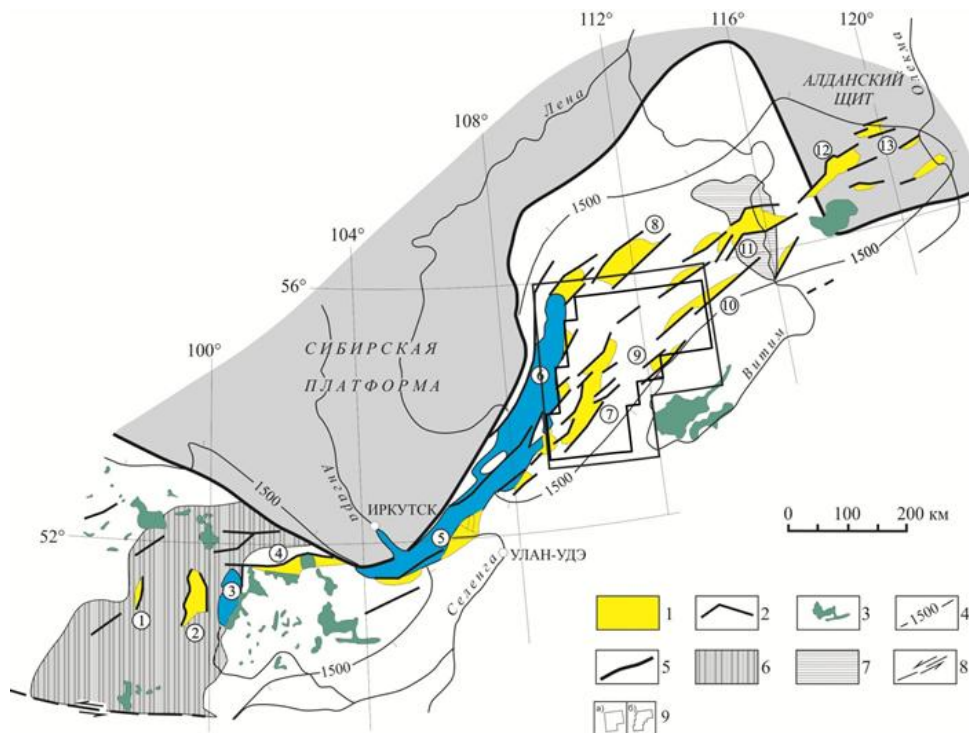 112°
116°
120°
Олекма
АЛДАНСКИЙ
ЩИТ
Лена
108°
12
13
1500
8
104°
11
1500
56°
10
100°
СИБИРСКАЯ
ПЛАТФОРМА
6
9
Витим
7
1500
Ангара
1500
ИРКУТСК
0 100 200 км
52°
5
УЛАН-УДЭ
4
Селенга
3
1
2
1500
1
2
3
1500 4
5
6
7
8
а) б) 9